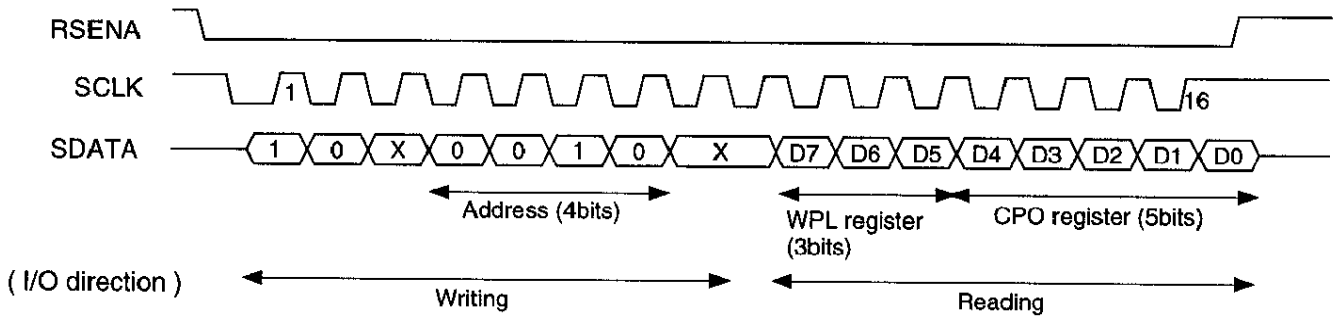 RSENA
SCLK 1 16
SDATA 1 0 X 0 0 1 0 X D7 D6 D5 D4 D3 D2 D1 D0
Address (4bits) WPL register CPO register (5bits)
(3bits)
( I/O direction ) Writing Reading